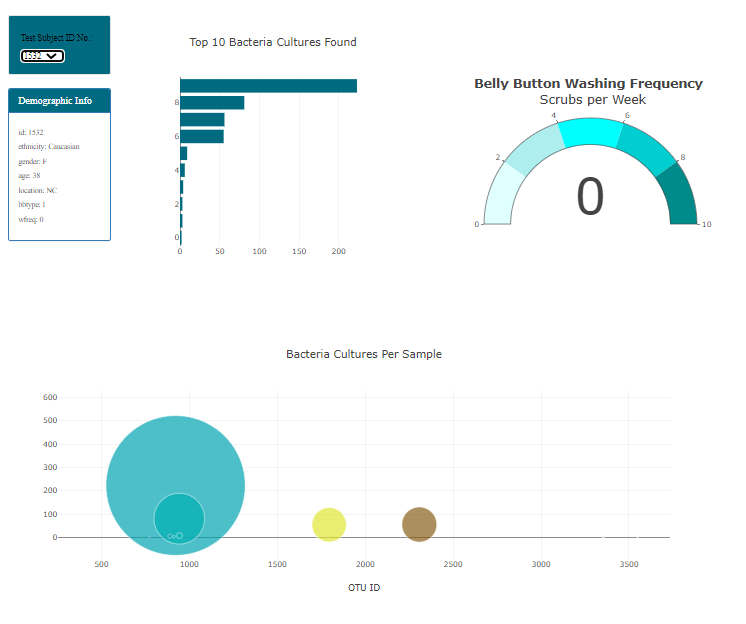 Test Subject ID No.:
1532
Demographic Info
id: 1532
ethnicity: Caucasian
gender: F
age: 38
location: NC
bbtype: I
wfreq: 0
Top 10 Bacteria Cultures Found
8
6
4
2
0
0 50 100 150 200
Belly Button Washing Frequency
Scrubs per Week
0
2
4
6
8
10
0
Bacteria Cultures Per Sample
600
500
400
300
200
100
0
500 1000 1500 2000 2500 3000 3500
OTU ID